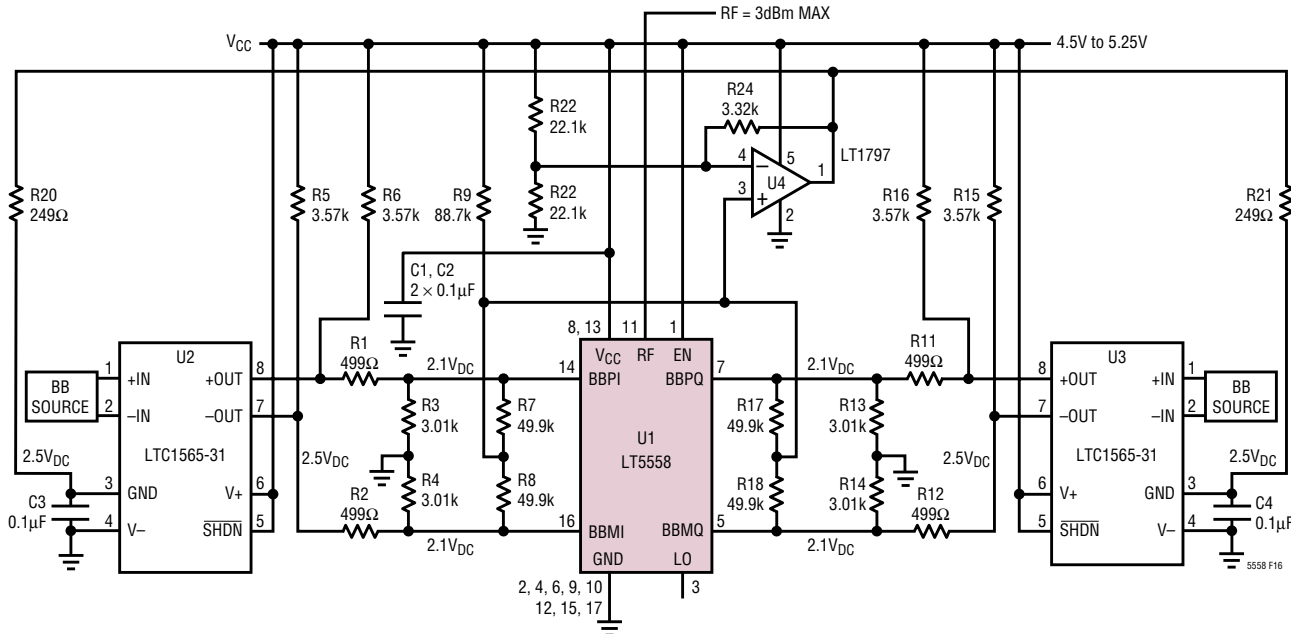 RF = 3dBm MAX
VCC
4.5V to 5.25V
R22
22.1k
R24
3.32k
LT1797
4
5
1
3
2
−
+
U4
R20
249Ω
R5
3.57k
R6
3.57k
R9
88.7k
R22
22.1k
R16
3.57k
R15
3.57k
R21
249Ω
C1, C2
2 × 0.1µF
8, 13
11
1
VCC
RF
EN
U2
1
+IN
BB
SOURCE
2
−IN
+OUT
8
−OUT
7
LTC1565-31
2.5VDC
3
GND
V+
6
C3
0.1µF
4
V−
SHDN
5
R1
499Ω
2.1VDC
14
BBPI
R3
3.01k
R7
49.9k
2.5VDC
R4
3.01k
R8
49.9k
R2
499Ω
2.1VDC
16
BBMI
U1
LT5558
BBPQ
7
BBMQ
5
GND
LO
2, 4, 6, 9, 10
12, 15, 17
3
2.1VDC
R11
499Ω
R17
49.9k
R13
3.01k
R18
49.9k
R14
3.01k
2.5VDC
R12
499Ω
2.1VDC
U3
8
+OUT
+IN
1
BB
SOURCE
7
−OUT
−IN
2
LTC1565-31
2.5VDC
6
V+
GND
3
C4
0.1µF
5
SHDN
V−
4
5558 F16